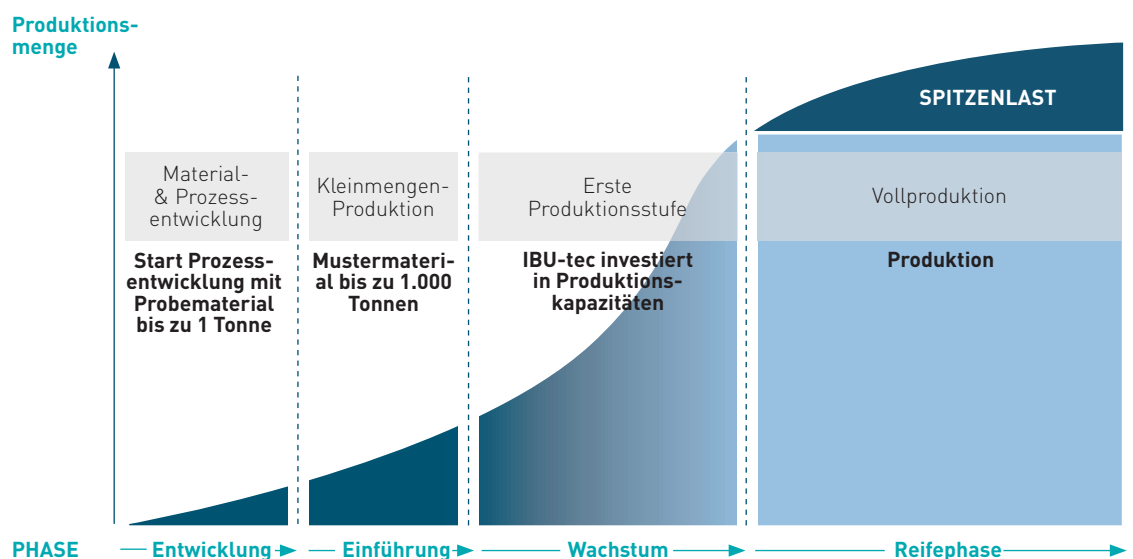 Produktions-
menge
SPITZENLAST
Material-
& Prozess-
entwicklung
Kleinmengen-
Produktion
Erste
Produktionsstufe
Vollproduktion
Start Prozess-
entwicklung mit
Probematerial
bis zu 1 Tonne
Mustermateri-
al bis zu 1.000
Tonnen
IBU-tec investiert
in Produktions-
kapazitäten
Produktion
PHASE
Entwicklung
Einführung
Wachstum
Reifephase